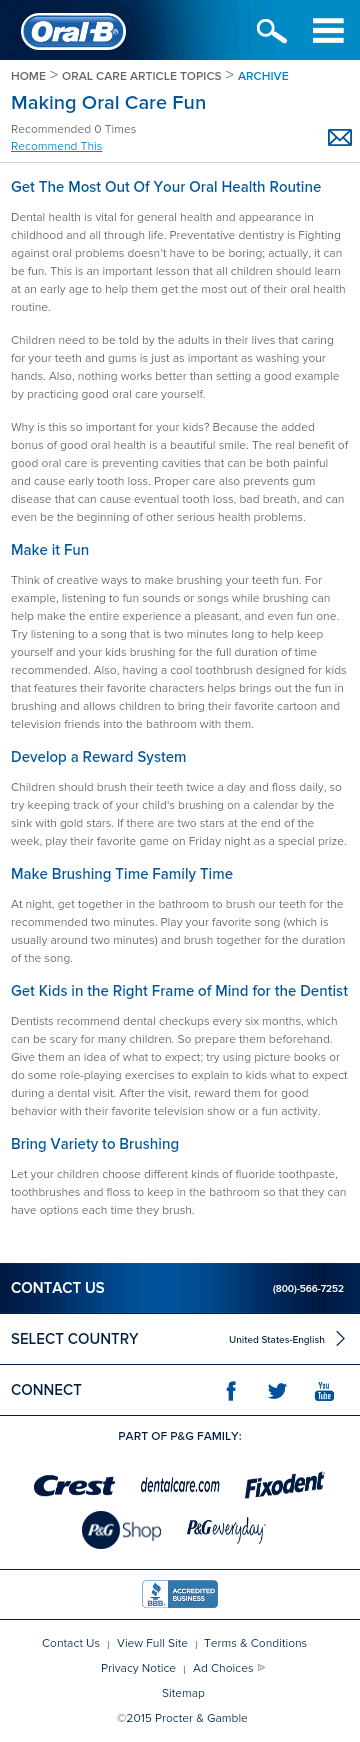 Oral-B
HOME > ORAL CARE ARTICLE TOPICS > ARCHIVE
Making Oral Care Fun
Recommended 0 Times
Recommend This
Get The Most Out Of Your Oral Health Routine
Dental health is vital for general health and appearance in
childhood and all through life. Preventative dentistry is Fighting
against oral problems doesn't have to be boring; actually, it can
be fun. This is an important lesson that all children should learn
at an early age to help them get the most out of their oral health
routine.
Children need to be told by the adults in their lives that caring
for your teeth and gums is just as important as washing your
hands. Also, nothing works better than setting a good example
by practicing good oral care yourself.
Why is this so important for your kids? Because the added
bonus of good oral health is a beautiful smile. The real benefit of
good oral care is preventing cavities that can be both painful
and cause early tooth loss. Proper care also prevents gum
disease that can cause eventual tooth loss, bad breath, and can
even be the beginning of other serious health problems.
Make it Fun
Think of creative ways to make brushing your teeth fun. For
example, listening to fun sounds or songs while brushing can
help make the entire experience a pleasant, and even fun one.
Try listening to a song that is two minutes long to help keep
yourself and your kids brushing for the full duration of time
recommended. Also, having a cool toothbrush designed for kids
that features their favorite characters helps brings out the fun in
brushing and allows children to bring their favorite cartoon and
television friends into the bathroom with them.
Develop a Reward System
Children should brush their teeth twice a day and floss daily, so
try keeping track of your child's brushing on a calendar by the
sink with gold stars. If there are two stars at the end of the
week, play their favorite game on Friday night as a special prize.
Make Brushing Time Family Time
At night, get together in the bathroom to brush our teeth for the
recommended two minutes. Play your favorite song (which is
usually around two minutes) and brush together for the duration
of the song.
Get Kids in the Right Frame of Mind for the Dentist
Dentists recommend dental checkups every six months, which
can be scary for many children. So prepare them beforehand.
Give them an idea of what to expect; try using picture books or
do some role-playing exercises to explain to kids what to expect
during a dental visit. After the visit, reward them for good
behavior with their favorite television show or a fun activity.
Bring Variety to Brushing
Let your children choose different kinds of fluoride toothpaste,
toothbrushes and floss to keep in the bathroom so that they can
have options each time they brush.
CONTACT US (800)-566-7252
SELECT COUNTRY United States-English
CONNECT f You Tube
PART OF P&G FAMILY:
Crest dentalcare.com Fixodent
P&G Shop P&G everyday
BBB. ACCREDITED BUSINESS
Contact Us | View Full Site | Terms & Conditions
Privacy Notice | Ad Choices
Sitemap
©2015 Procter & Gamble